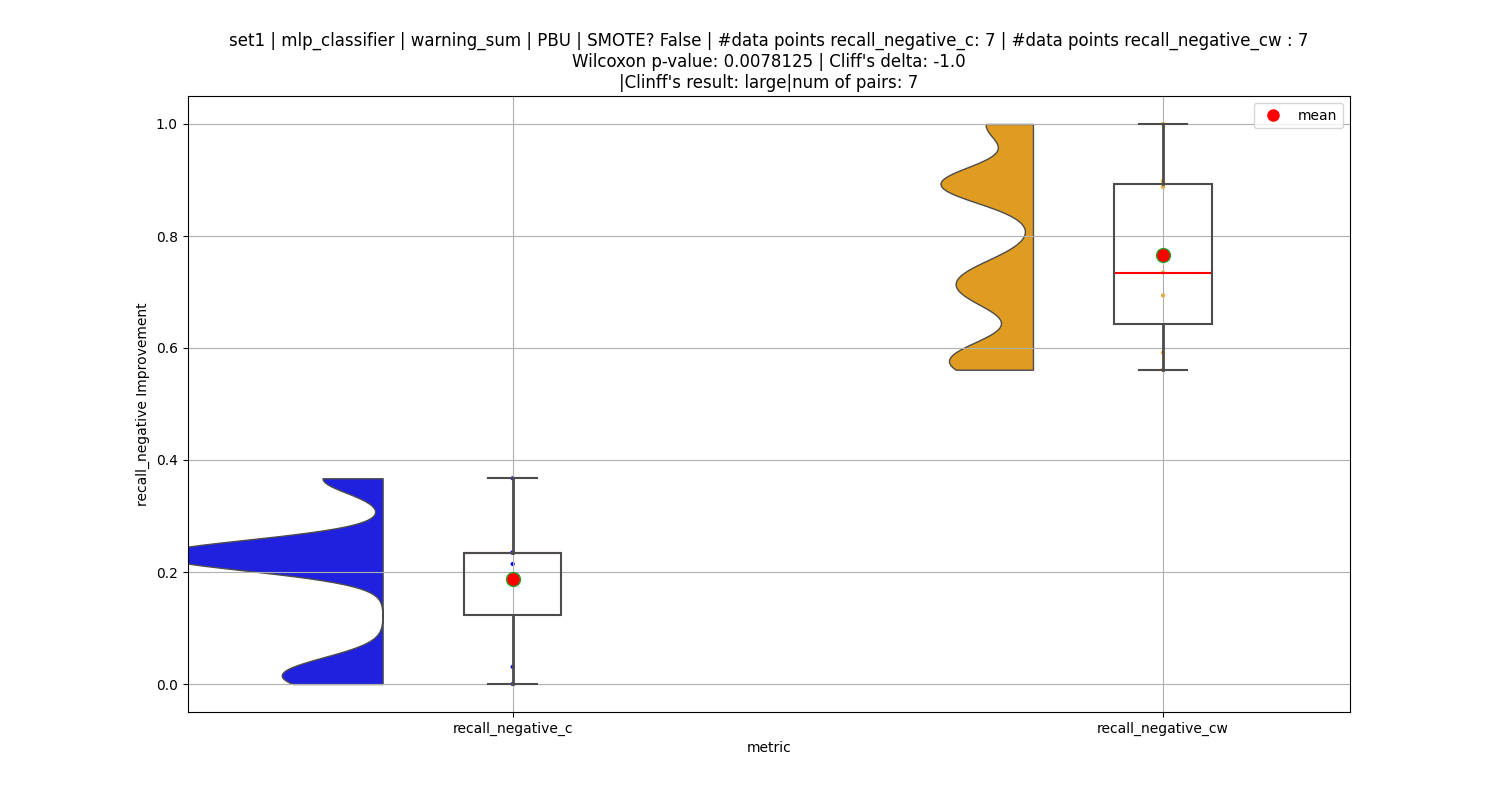 set1 | mlp_classifier | warning_sum | PBU | SMOTE? False | #data points recall_negative_c: 7 | #data points recall_negative_cw : 7
Wilcoxon p-value: 0.0078125 | Cliff's delta: -1.0
|Clinff's result: large|num of pairs: 7
mean
1.0
0.8
0.6
0.4
0.2
0.0
recall_negative Improvement
recall_negative_c
recall_negative_cw
metric